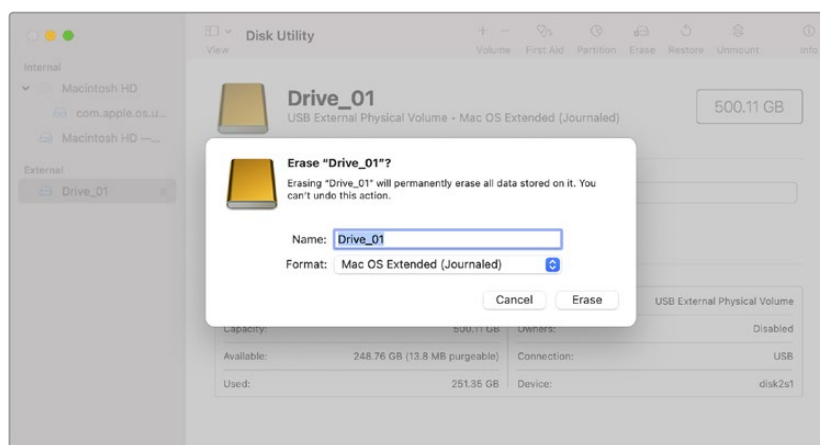 Disk Utility
View
Volume
First Aid
Partition
Erase
Restore
Unmount
Info
Internal
Macintosh HD
com.apple.os.u...
Macintosh HD —...
External
Drive_01
Drive_01
USB External Physical Volume • Mac OS Extended (Journaled)
500.11 GB
Erase “Drive_01”?
Erasing “Drive_01” will permanently erase all data stored on it. You
can’t undo this action.
Name: Drive_01
Format: Mac OS Extended (Journaled)
Cancel
Erase
USB External Physical Volume
Capacity: 500.11 GB
Owners: Disabled
Available: 248.76 GB (13.8 MB purgeable)
Connection: USB
Used: 251.35 GB
Device: disk2s1